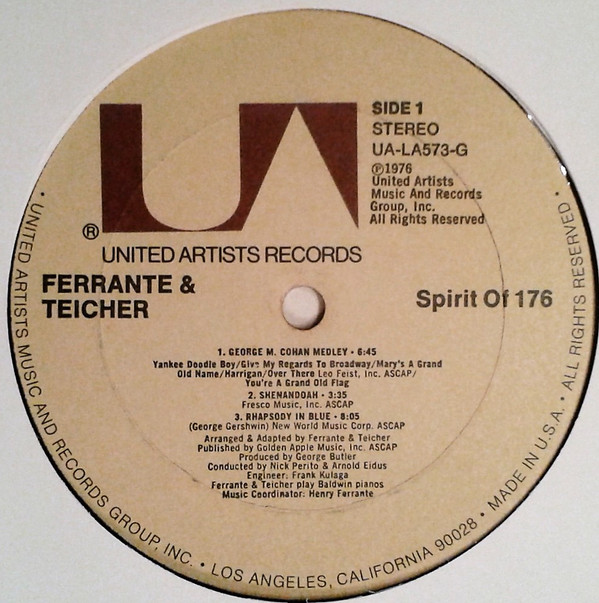 UA
SIDE 1
STEREO
UA-LA573-G
℗1976
United Artists
Music And Records
Group, Inc.
All Rights Reserved
®
UNITED ARTISTS RECORDS
FERRANTE &
TEICHER
Spirit Of 176
1. GEORGE M. COHAN MEDLEY • 6:45
Yankee Doodle Boy/Give My Regards To Broadway/Mary's A Grand
Old Name/Harrigan/Over There Leo Feist, Inc. ASCAP/
You're A Grand Old Flag
2. SHENANDOAH • 3:35
Fresco Music, Inc. ASCAP
3. RHAPSODY IN BLUE • 8:05
(George Gershwin) New World Music Corp. ASCAP
Arranged & Adapted by Ferrante & Teicher
Published by Golden Apple Music, Inc. ASCAP
Produced by George Butler
Conducted by Nick Perito & Arnold Eidus
Engineer: Frank Kulaga
Ferrante & Teicher play Baldwin pianos
Music Coordinator: Henry Ferrante
• UNITED ARTISTS MUSIC AND RECORDS GROUP, INC. • LOS ANGELES, CALIFORNIA 90028 • MADE IN U.S.A. • ALL RIGHTS RESERVED •